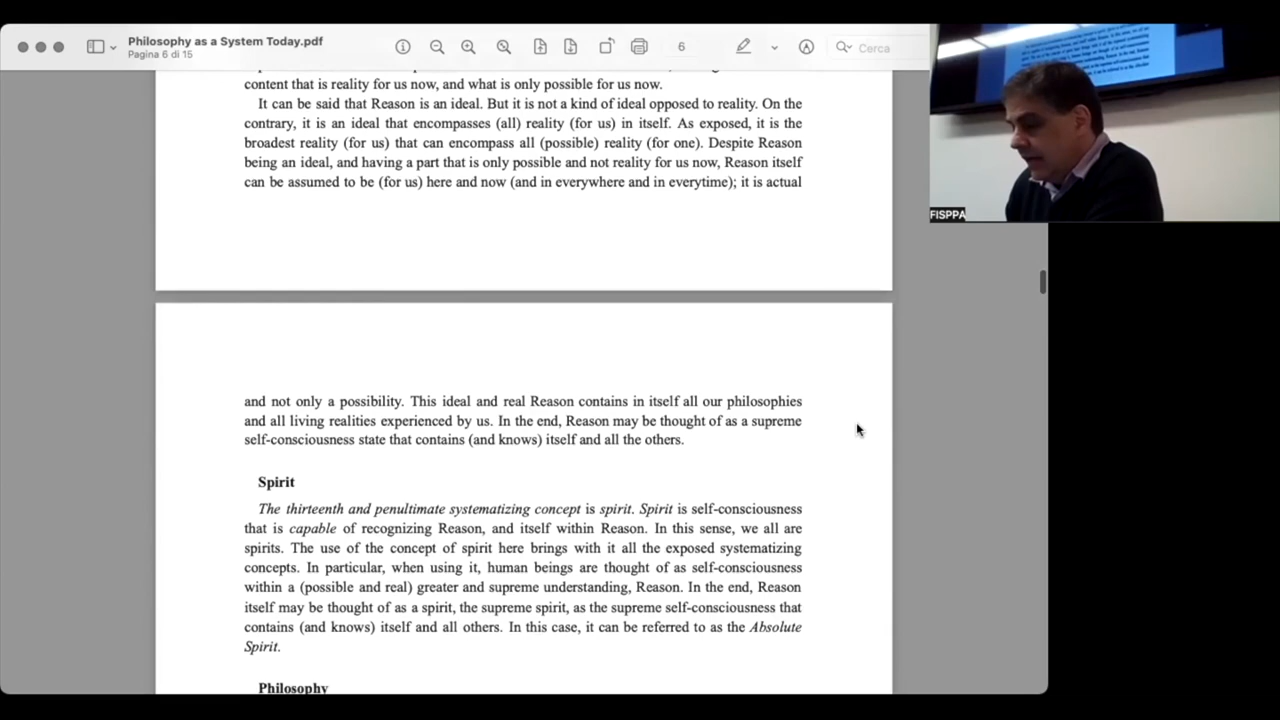 Philosophy as a System Today.pdf
Pagina 6 di 15
6
Cerca
content that is reality for us now, and what is only possible for us now.
It can be said that Reason is an ideal. But it is not a kind of ideal opposed to reality. On the
contrary, it is an ideal that encompasses (all) reality (for us) in itself. As exposed, it is the
broadest reality (for us) that can encompass all (possible) reality (for one). Despite Reason
being an ideal, and having a part that is only possible and not reality for us now, Reason itself
can be assumed to be (for us) here and now (and in everywhere and in everytime); it is actual
and not only a possibility. This ideal and real Reason contains in itself all our philosophies
and all living realities experienced by us. In the end, Reason may be thought of as a supreme
self-consciousness state that contains (and knows) itself and all the others.
Spirit
The thirteenth and penultimate systematizing concept is spirit. Spirit is self-consciousness
that is capable of recognizing Reason, and itself within Reason. In this sense, we all are
spirits. The use of the concept of spirit here brings with it all the exposed systematizing
concepts. In particular, when using it, human beings are thought of as self-consciousness
within a (possible and real) greater and supreme understanding, Reason. In the end, Reason
itself may be thought of as a spirit, the supreme spirit, as the supreme self-consciousness that
contains (and knows) itself and all others. In this case, it can be referred to as the Absolute
Spirit.
Philosophy
FISPPA